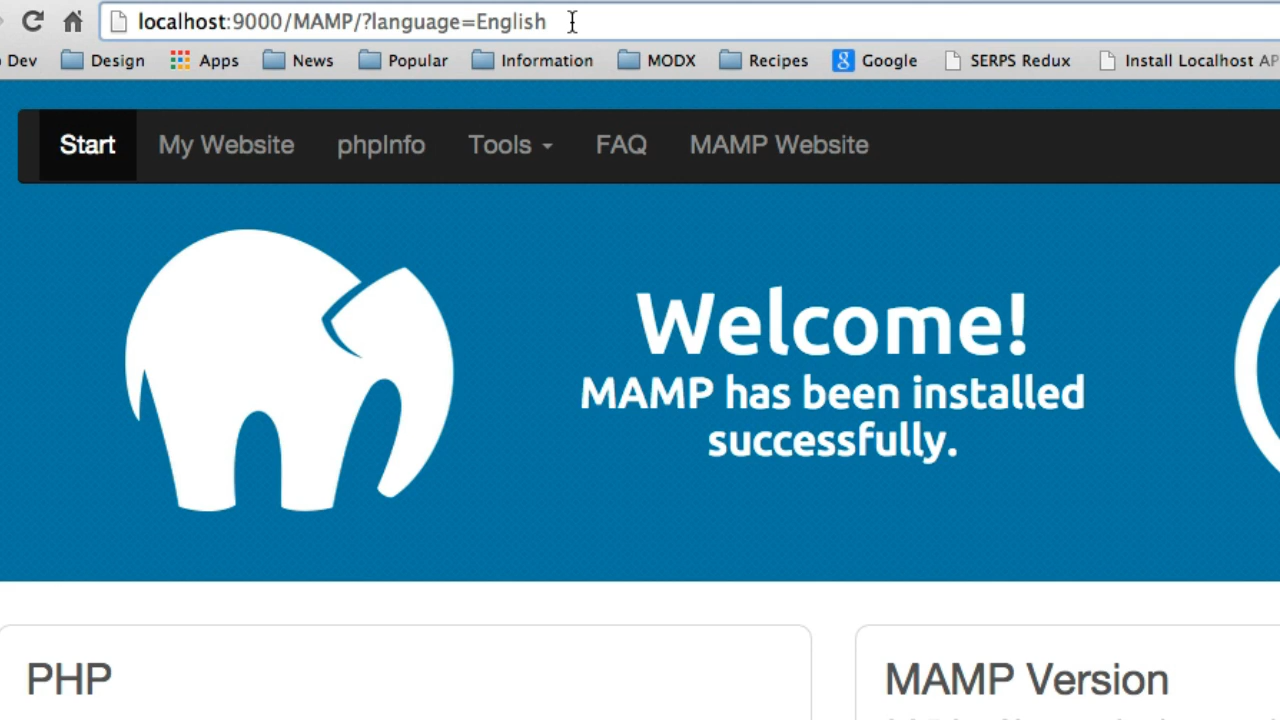 localhost:9000/MAMP/?language=English
Dev Design Apps News Popular Information MODX Recipes Google SERPS Redux Install Localhost AP
Start My Website phpInfo Tools FAQ MAMP Website
Welcome!
MAMP has been installed
successfully.
PHP
MAMP Version